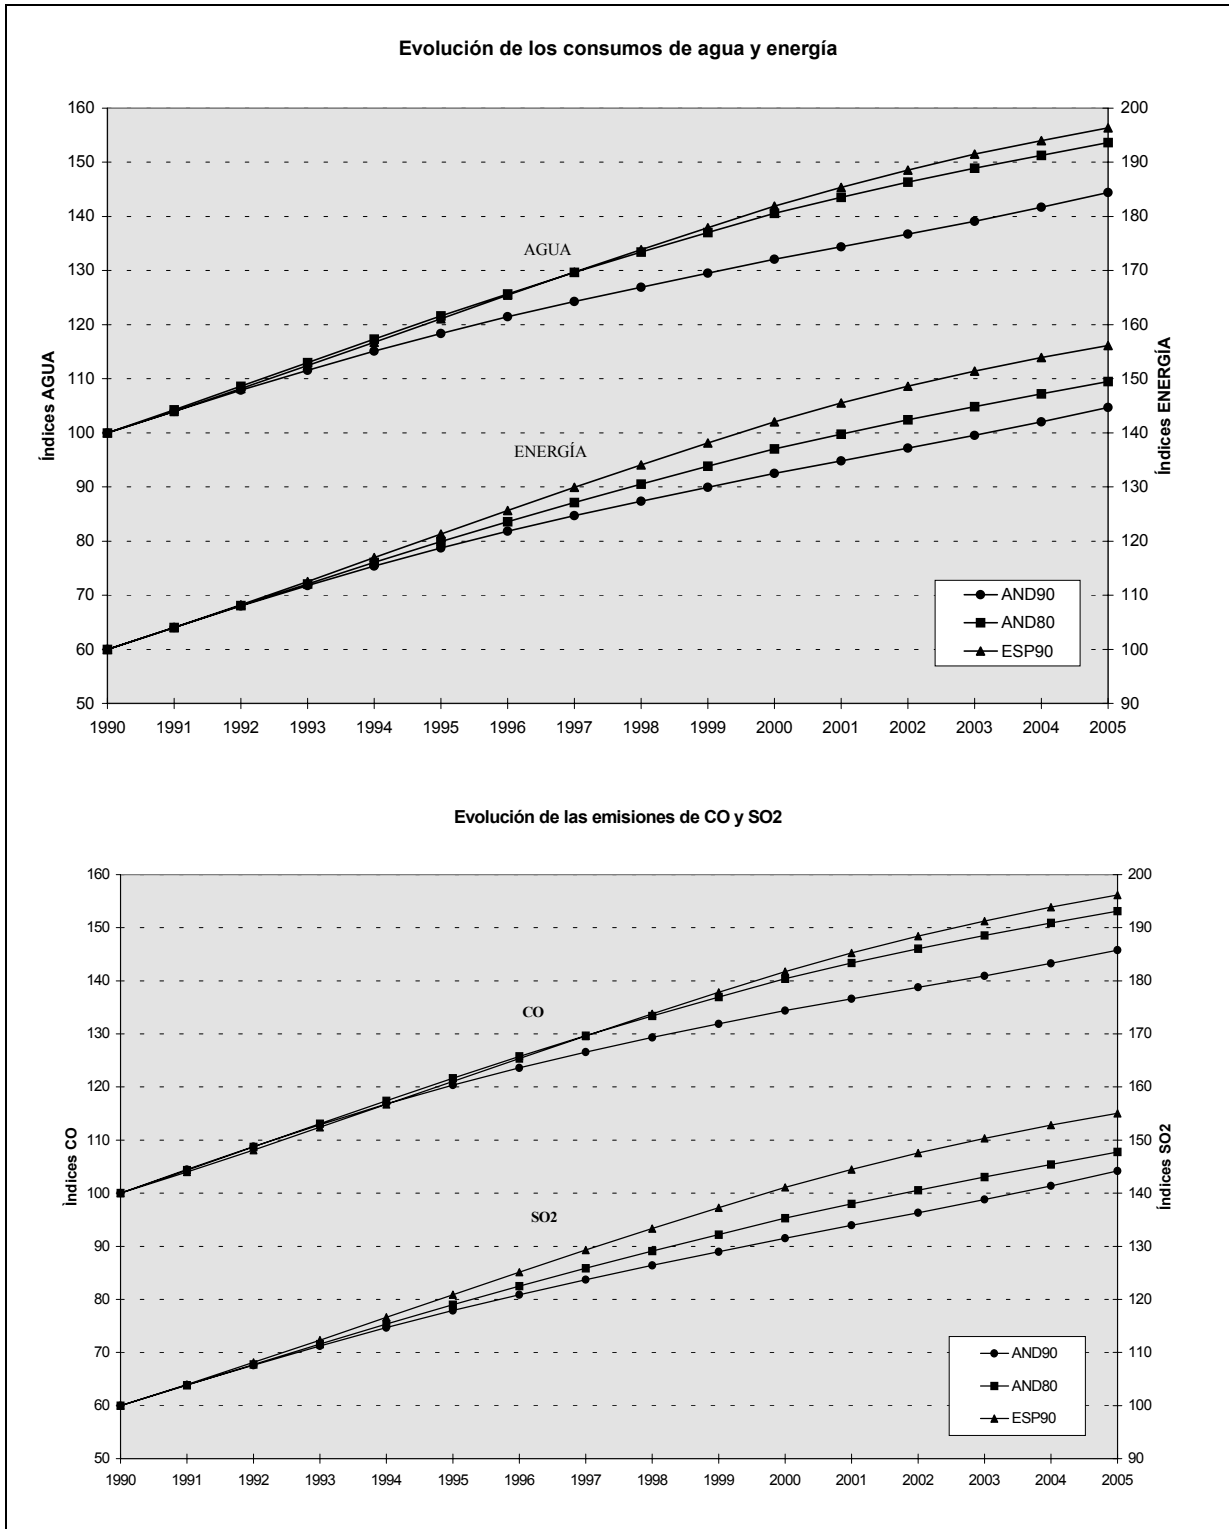 Evolución de los consumos de agua y energía
160
150
140
130
120
110
100
90
80
70
60
50
Índices AGUA
200
190
180
170
160
150
140
130
120
110
100
90
Índices ENERGÍA
AGUA
ENERGÍA
AND90
AND80
ESP90
1990 1991 1992 1993 1994 1995 1996 1997 1998 1999 2000 2001 2002 2003 2004 2005
Evolución de las emisiones de CO y SO2
160
150
140
130
120
110
100
90
80
70
60
50
Ìndices CO
200
190
180
170
160
150
140
130
120
110
100
90
Índices SO2
CO
SO2
AND90
AND80
ESP90
1990 1991 1992 1993 1994 1995 1996 1997 1998 1999 2000 2001 2002 2003 2004 2005